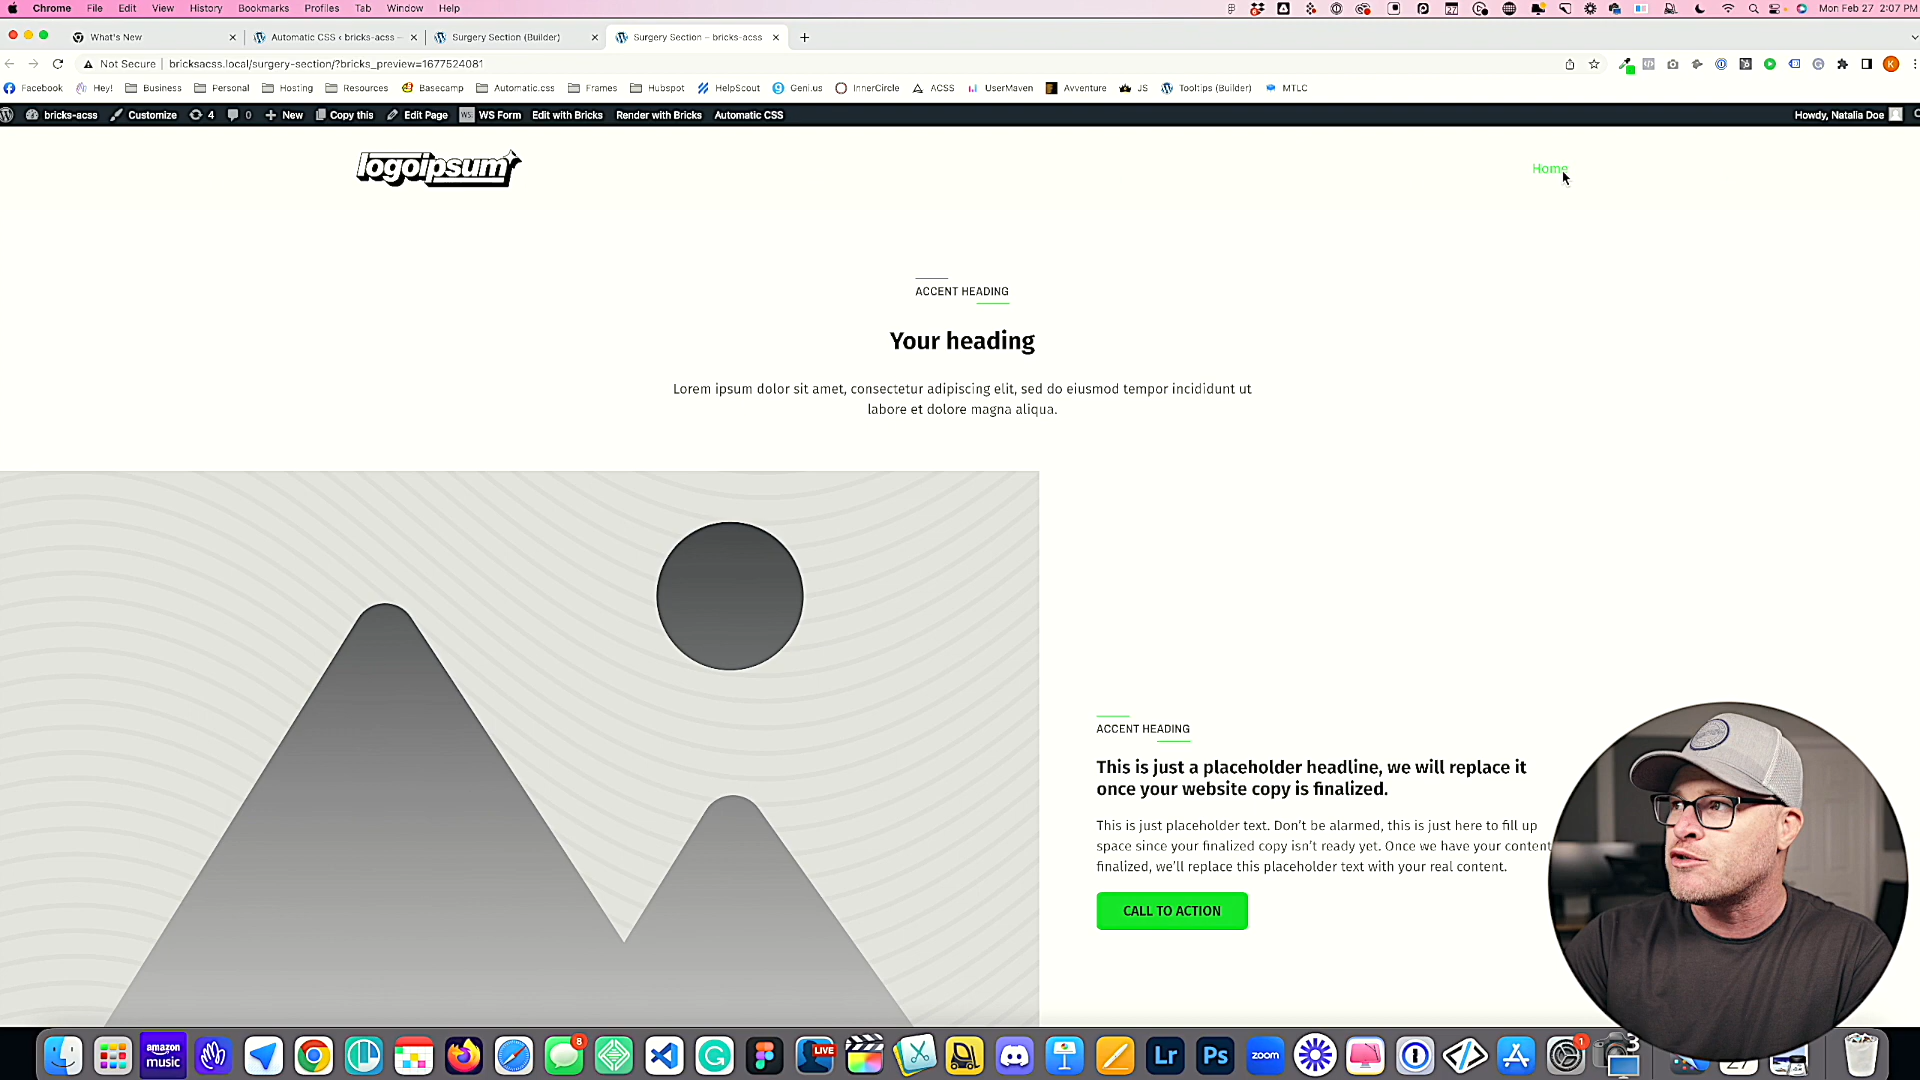 Chrome File Edit View History Bookmarks Profiles Tab Window Help Mon Feb 27 2:07 PM
What's New Automatic CSS ‹ bricks-acss – Surgery Section (Builder) Surgery Section – bricks-acss
Not Secure bricksacss.local/surgery-section/?bricks_preview=1677524081
Facebook Hey! Business Personal Hosting Resources Basecamp Automatic.css Frames Hubspot HelpScout Geni.us InnerCircle ACSS UserMaven Avventure JS Tooltips (Builder) MTLC
bricks-acss Customize 4 0 New Copy this Edit Page WS Form Edit with Bricks Render with Bricks Automatic CSS Howdy, Natalia Doe
logoipsum
Home
ACCENT HEADING
Your heading
Lorem ipsum dolor sit amet, consectetur adipiscing elit, sed do eiusmod tempor incididunt ut
labore et dolore magna aliqua.
ACCENT HEADING
This is just a placeholder headline, we will replace it
once your website copy is finalized.
This is just placeholder text. Don't be alarmed, this is just here to fill up
space since your finalized copy isn't ready yet. Once we have your content
finalized, we'll replace this placeholder text with your real content.
CALL TO ACTION
amazon
music
8
LIVE
Lr
Ps
zoom
1
3
27